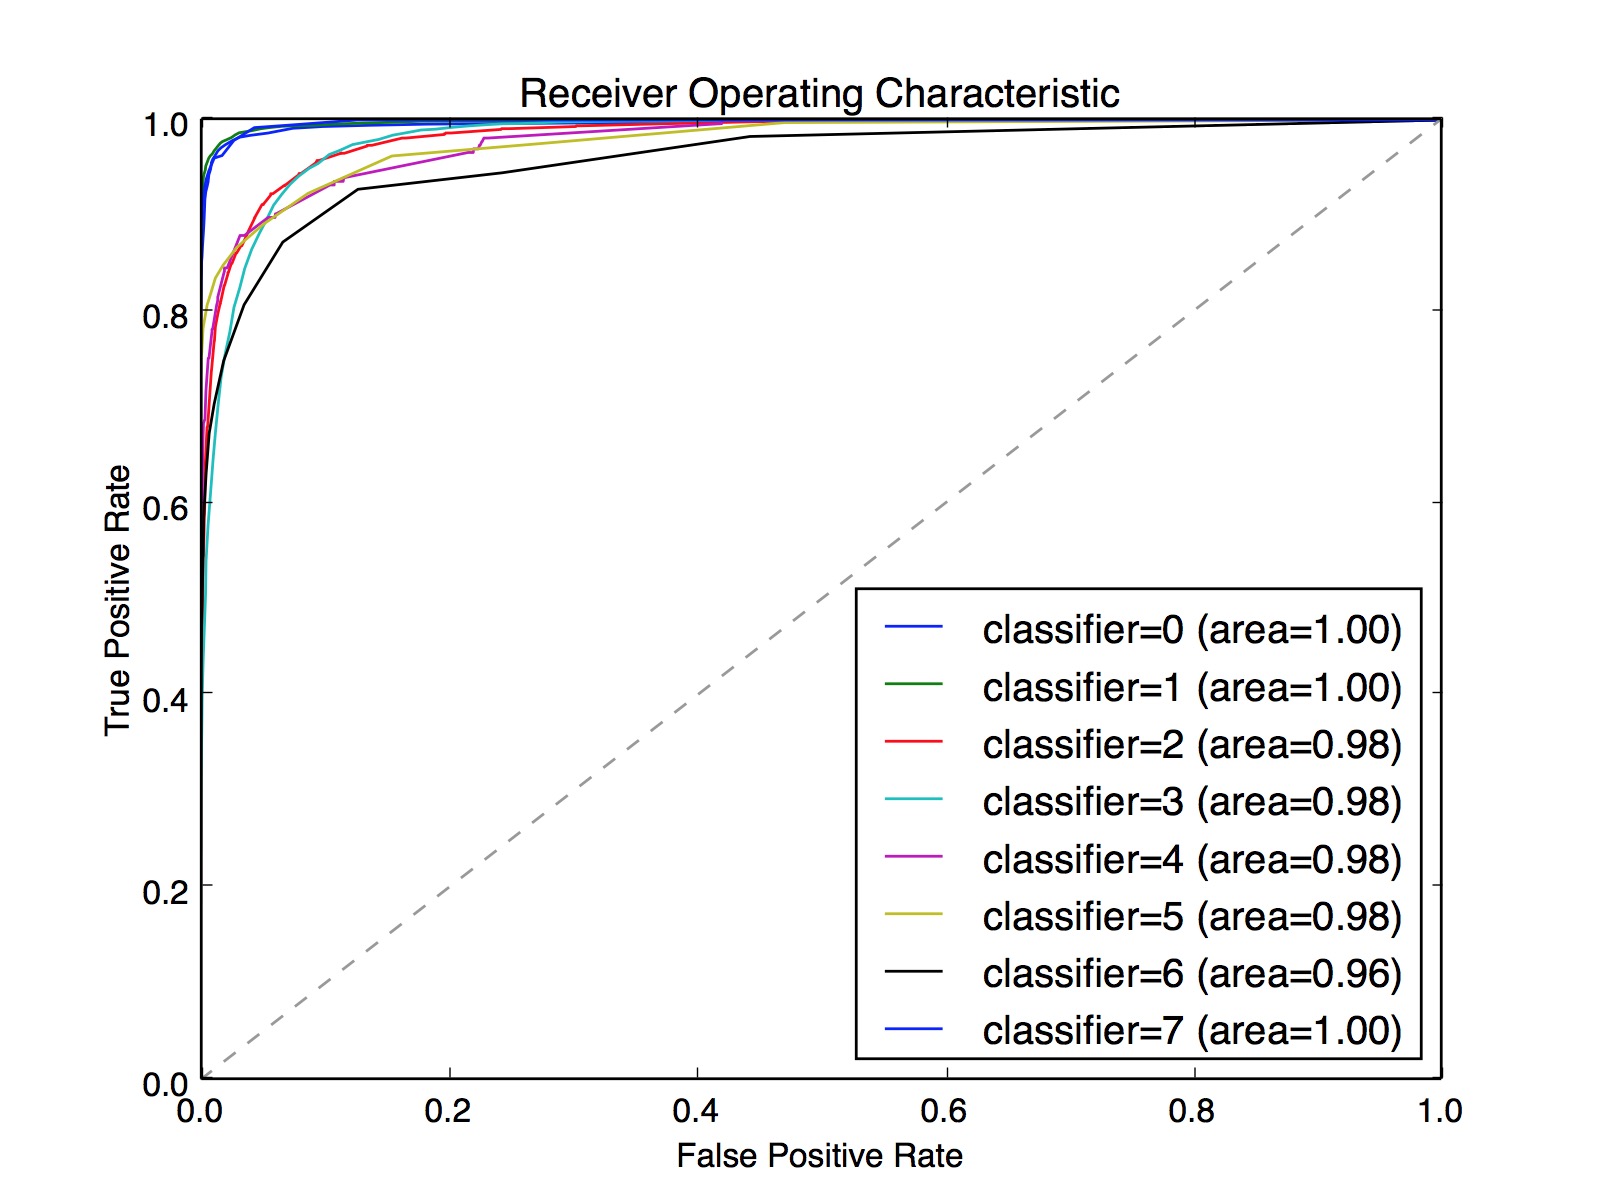 Receiver Operating Characteristic
1.0
0.8
0.6
0.4
0.2
0.0
True Positive Rate
classifier=0 (area=1.00)
classifier=1 (area=1.00)
classifier=2 (area=0.98)
classifier=3 (area=0.98)
classifier=4 (area=0.98)
classifier=5 (area=0.98)
classifier=6 (area=0.96)
classifier=7 (area=1.00)
0.0 0.2 0.4 0.6 0.8 1.0
False Positive Rate